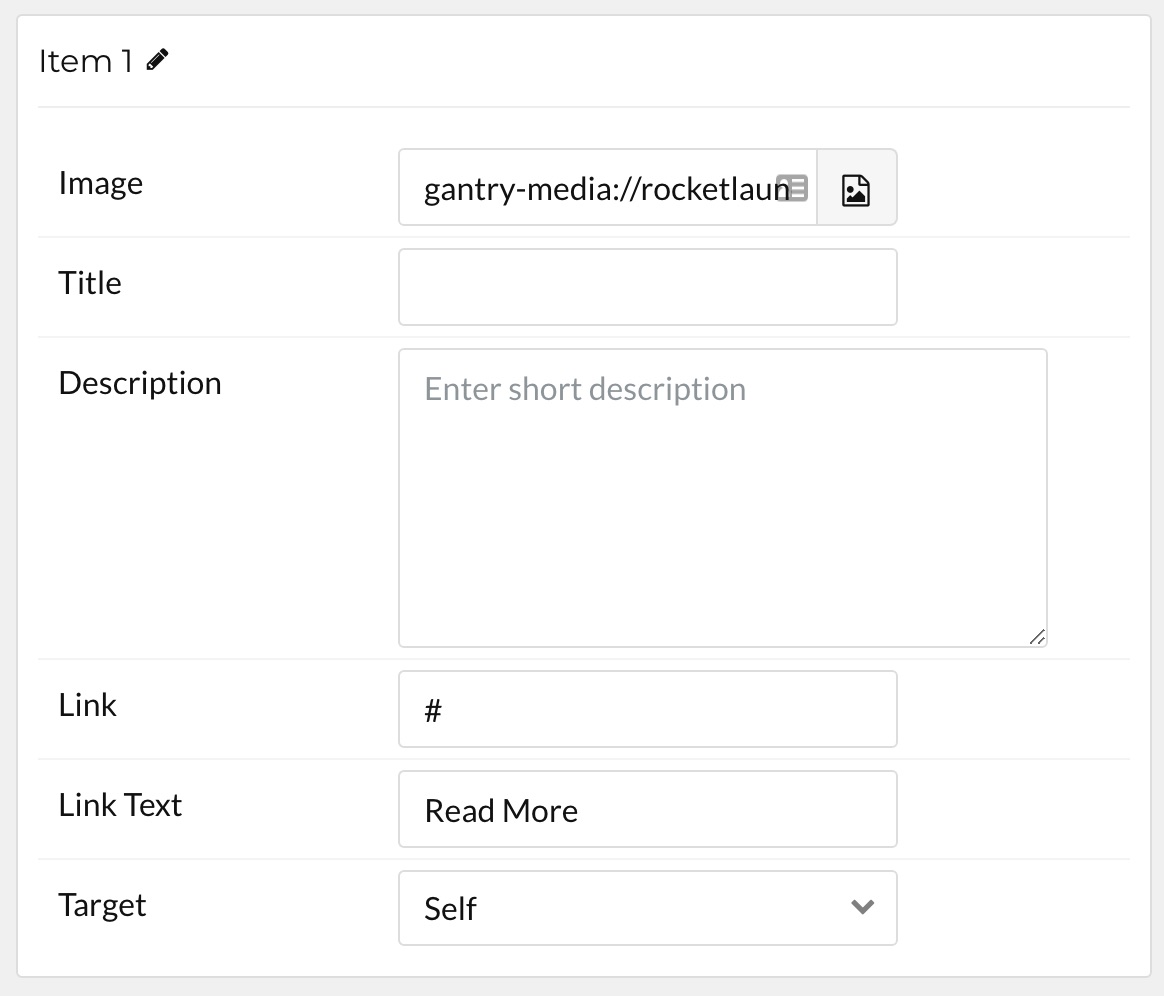 Item 1
Image
gantry-media://rocketlaun
Title
Description
Enter short description
Link
#
Link Text
Read More
Target
Self